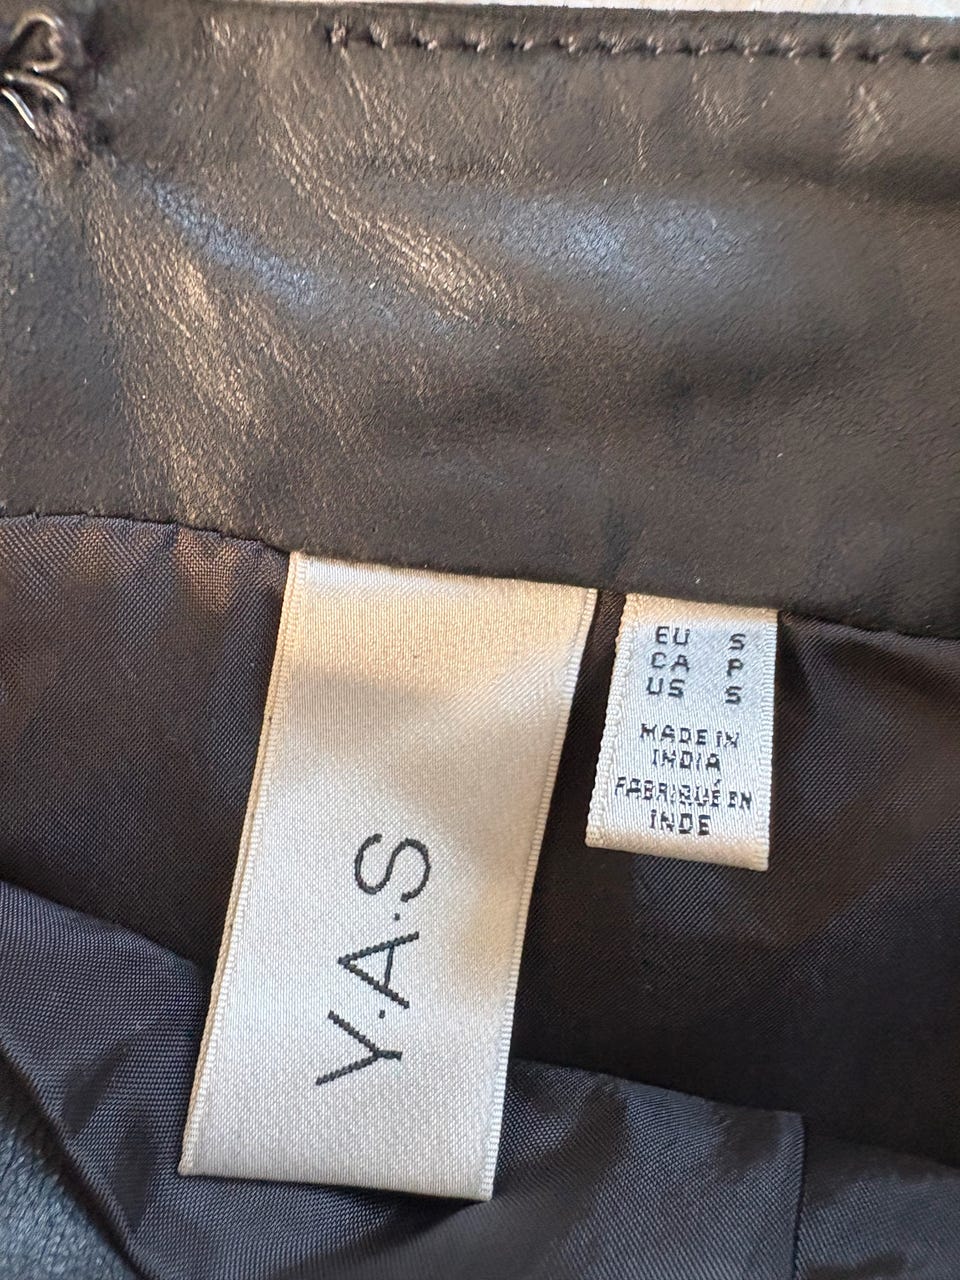 Y.A.S
EU S
CA P
US S
MADE IN
INDIA
FABRIQUÉ EN
INDE